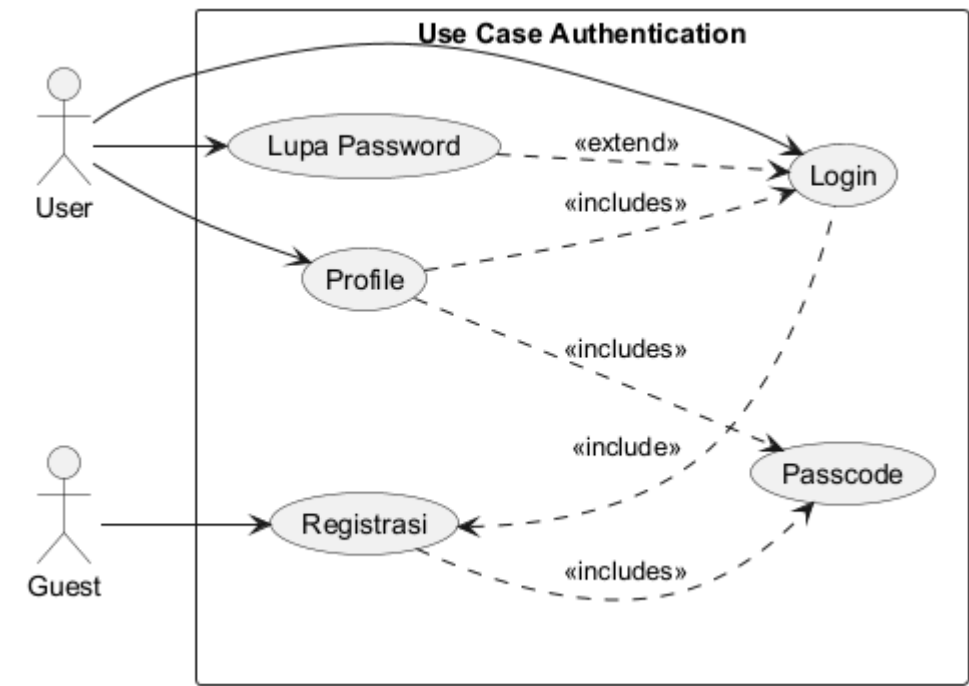 Use Case Authentication
Lupa Password
«extend»
Login
User
«includes»
Profile
«includes»
«include»
Passcode
Registrasi
Guest
«includes»